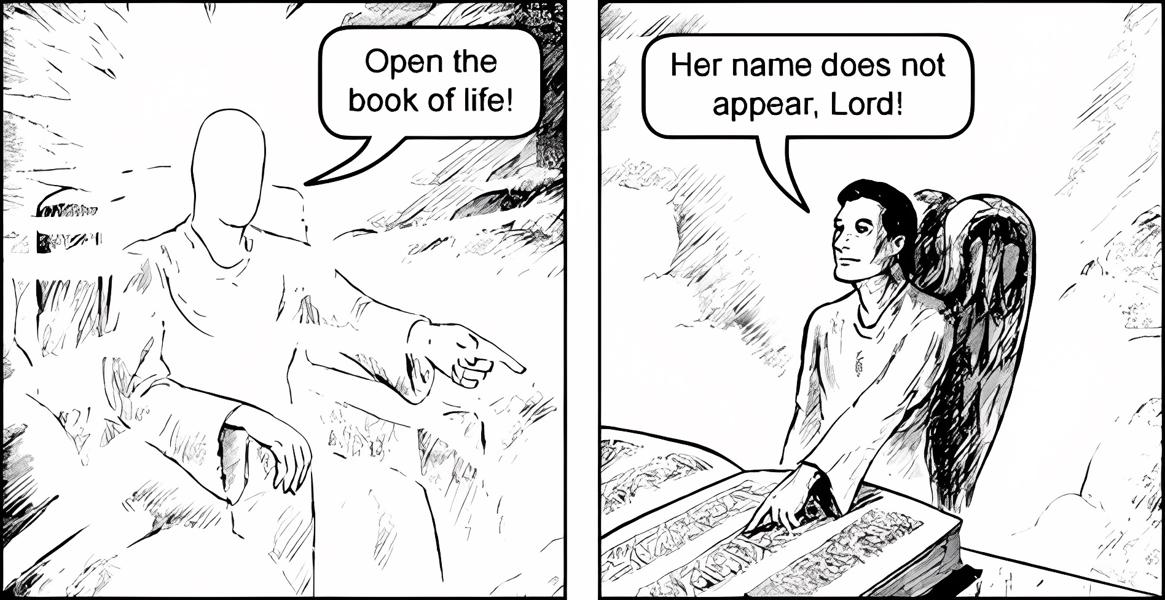 Open the
book of life!
Her name does not
appear, Lord!